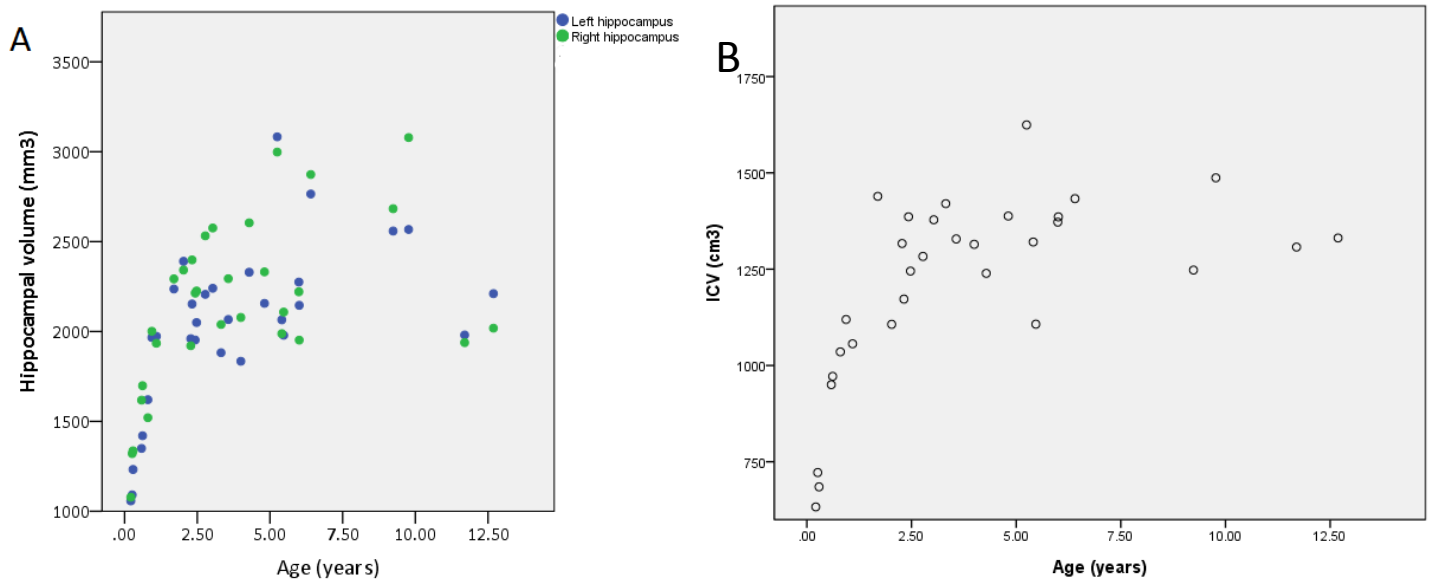 A
Left hippocampus
Right hippocampus
Hippocampal volume (mm3)
3500
3000
2500
2000
1500
1000
.00 2.50 5.00 7.50 10.00 12.50
Age (years)
B
ICV (cm3)
1750
1500
1250
1000
750
.00 2.50 5.00 7.50 10.00 12.50
Age (years)